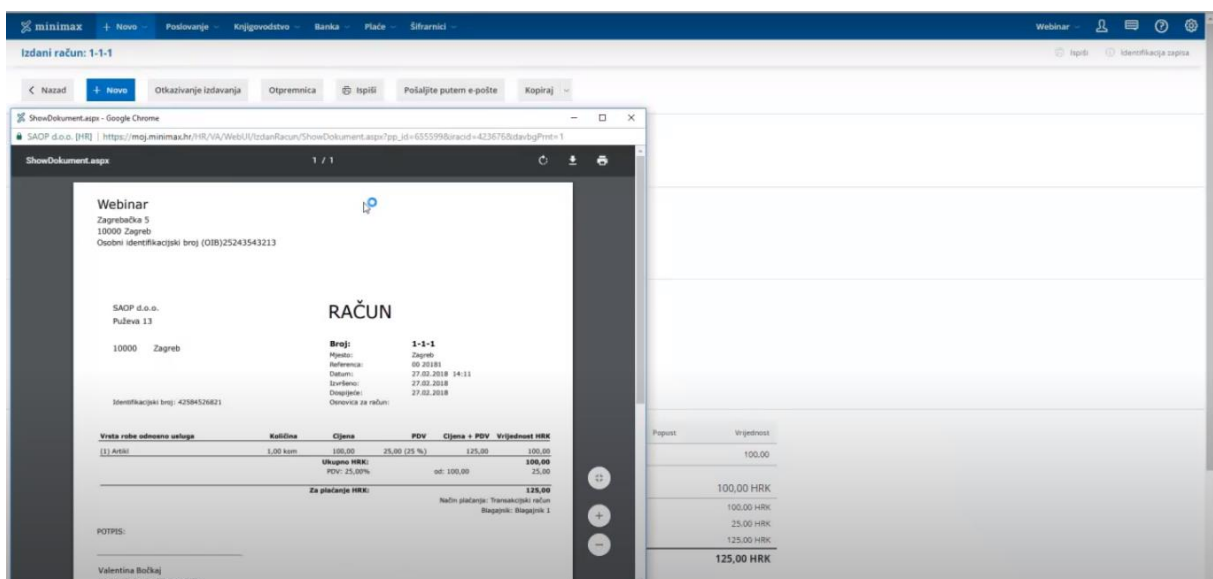 minimax + Novo Poslovanje Knjigovodstvo Banka Plaće Šifrarnici Webinar
Izdani račun: 1-1-1 Ispiši Identifikacija zapisa
Nazad + Novo Otkazivanje izdavanja Otpremnica Ispiši Pošaljite putem e-pošte Kopiraj
ShowDokument.aspx - Google Chrome
SAOP d.o.o. [HR] | https://moj.minimax.hr/HR/VA/WebUI/IzdanRacun/ShowDokument.aspx?pp_id=655599&iracid=423676&davbgPrnt=1
ShowDokument.aspx 1 / 1
Webinar
Zagrebačka 5
10000 Zagreb
Osobni identifikacijski broj (OIB)25243543213
SAOP d.o.o.
Puževa 13
10000 Zagreb
Identifikacijski broj: 42584526821
RAČUN
Broj: 1-1-1
Mjesto: Zagreb
Referenca: 00 20181
Datum: 27.02.2018 14:11
Izvršeno: 27.02.2018
Dospijeće: 27.02.2018
Osnovica za račun:
Vrsta robe odnosno usluga Količina Cijena PDV Cijena + PDV Vrijednost HRK
(1) Artikl 1,00 kom 100,00 25,00 (25 %) 125,00 100,00
Ukupno HRK: 100,00
PDV: 25,00% od: 100,00 25,00
Za plaćanje HRK: 125,00
Način plaćanja: Transakcijski račun
Blagajnik: Blagajnik 1
POTPIS:
Valentina Bočkaj
Popust Vrijednost
100,00
100,00 HRK
100,00 HRK
25,00 HRK
125,00 HRK
125,00 HRK